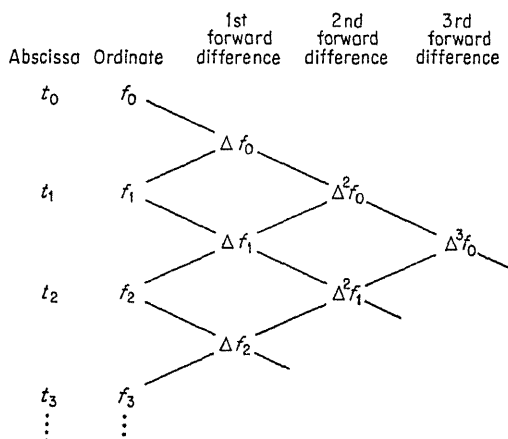 1st 2nd 3rd
forward forward forward
Abscissa Ordinate difference difference difference
t₀ f₀
Δf₀
t₁ f₁ Δ²f₀
Δf₁ Δ³f₀
t₂ f₂ Δ²f₁
Δf₂
t₃ f₃
⋮ ⋮